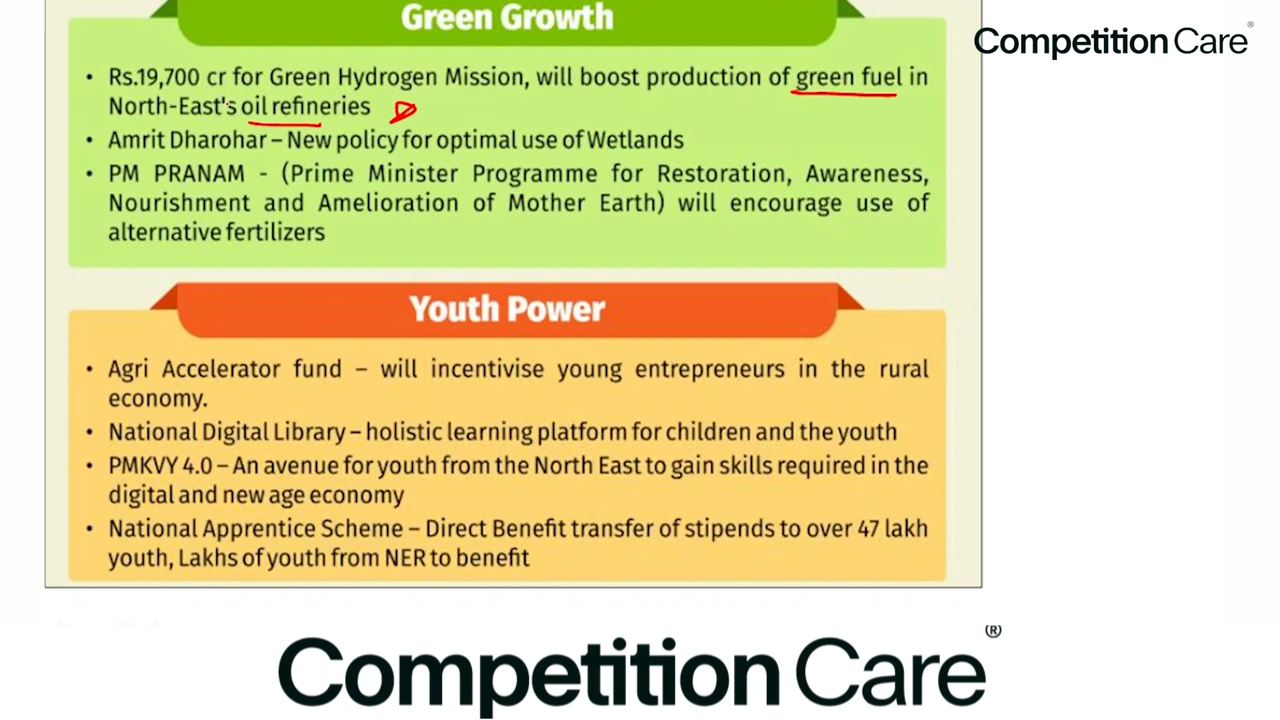 Green Growth
Competition Care®
• Rs.19,700 cr for Green Hydrogen Mission, will boost production of green fuel in
North-East's oil refineries
• Amrit Dharohar – New policy for optimal use of Wetlands
• PM PRANAM - (Prime Minister Programme for Restoration, Awareness,
Nourishment and Amelioration of Mother Earth) will encourage use of
alternative fertilizers
Youth Power
• Agri Accelerator fund – will incentivise young entrepreneurs in the rural
economy.
• National Digital Library – holistic learning platform for children and the youth
• PMKVY 4.0 – An avenue for youth from the North East to gain skills required in the
digital and new age economy
• National Apprentice Scheme – Direct Benefit transfer of stipends to over 47 lakh
youth, Lakhs of youth from NER to benefit
Competition Care®